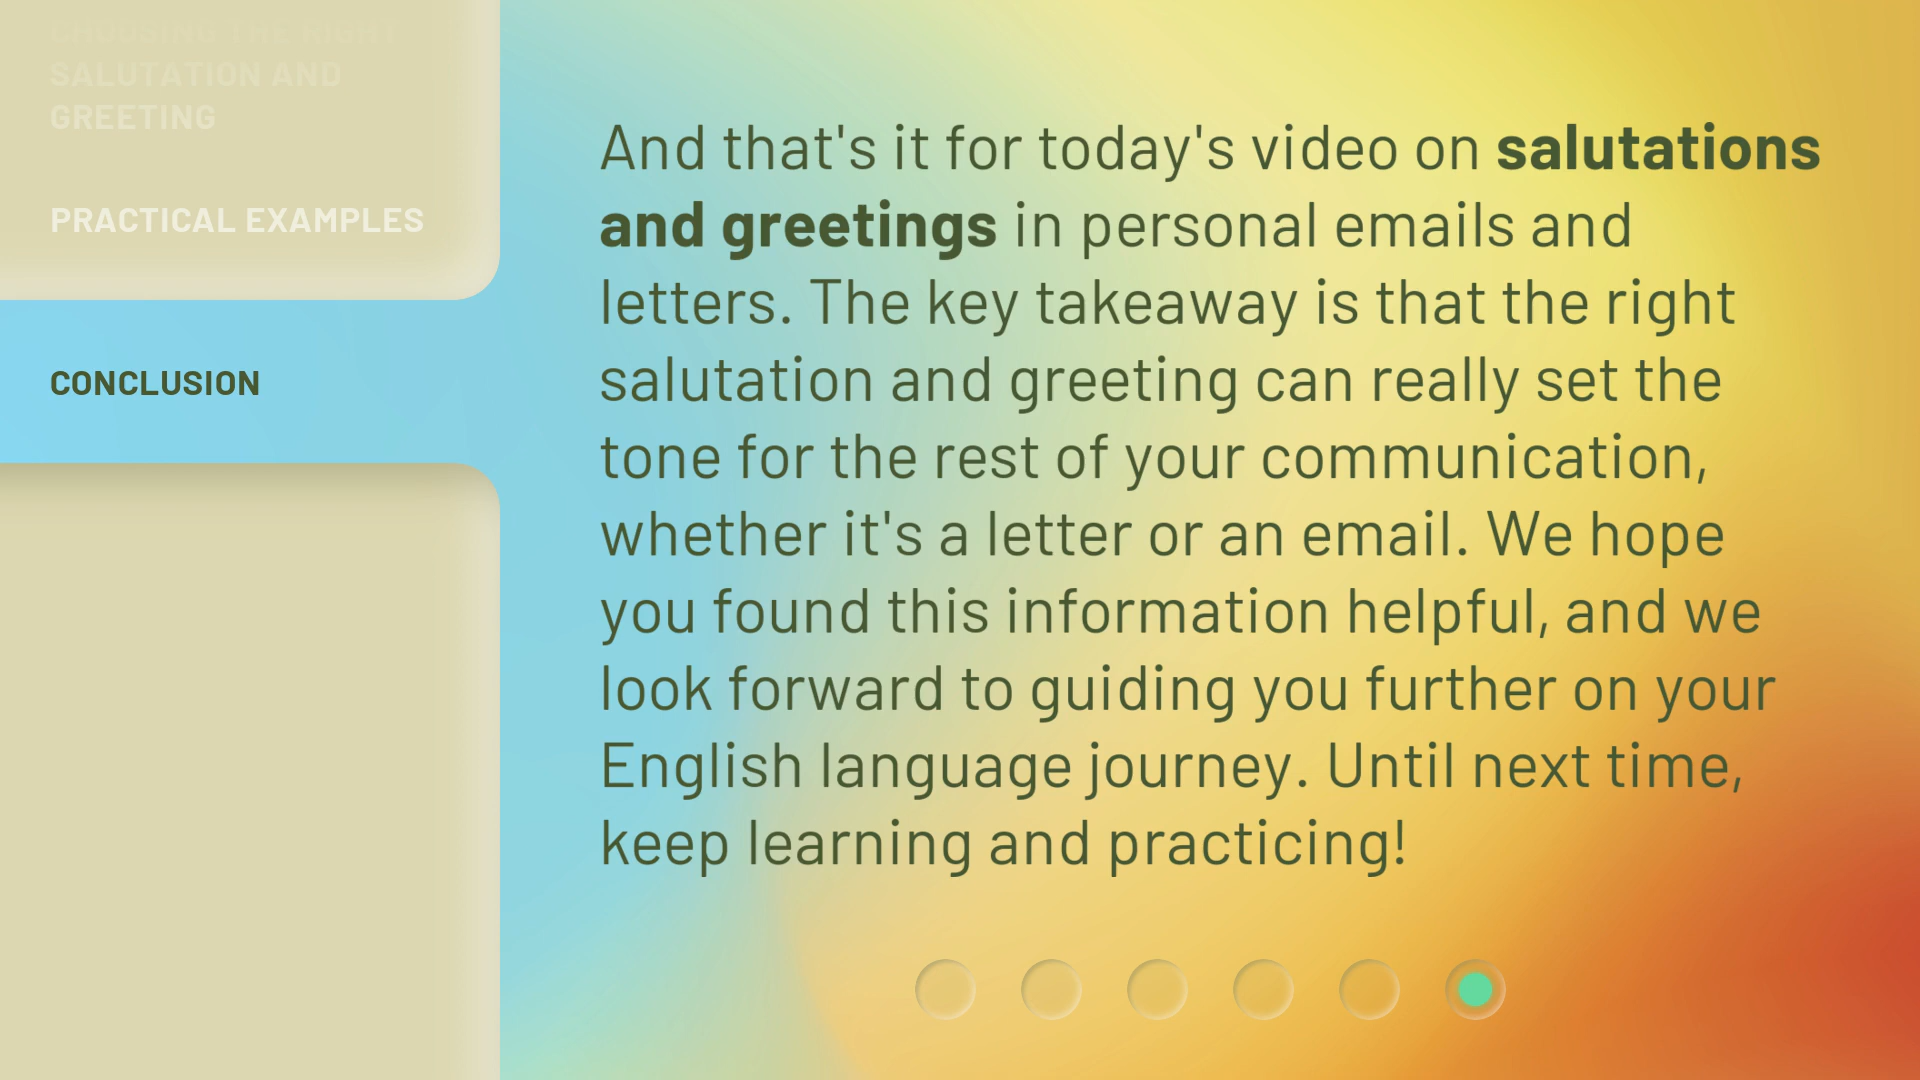 CHOOSING THE RIGHT
SALUTATION AND
GREETING
PRACTICAL EXAMPLES
CONCLUSION
And that's it for today's video on salutations
and greetings in personal emails and
letters. The key takeaway is that the right
salutation and greeting can really set the
tone for the rest of your communication,
whether it's a letter or an email. We hope
you found this information helpful, and we
look forward to guiding you further on your
English language journey. Until next time,
keep learning and practicing!